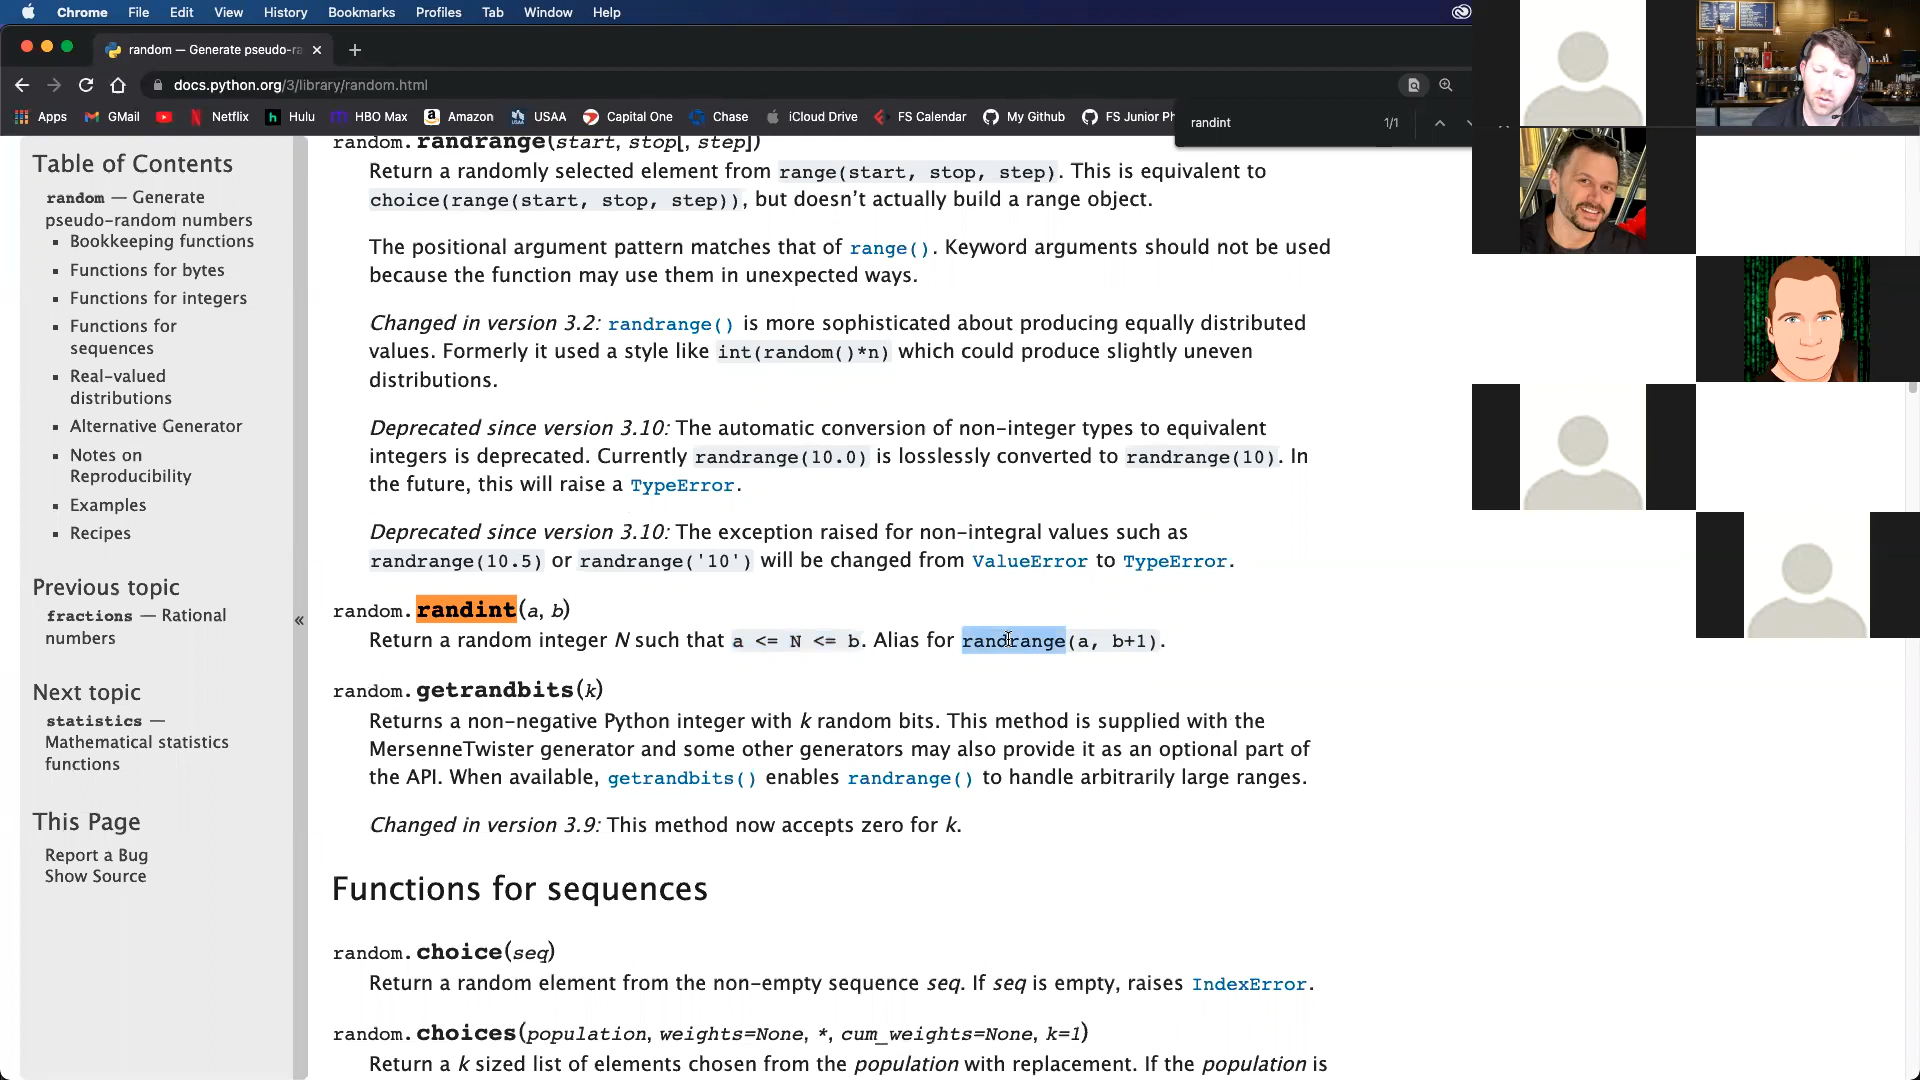 Chrome File Edit View History Bookmarks Profiles Tab Window Help
random — Generate pseudo-ra
docs.python.org/3/library/random.html
Apps GMail Netflix Hulu HBO Max Amazon USAA Capital One Chase iCloud Drive FS Calendar My Github FS Junior Ph
randint 1/1
Table of Contents
random — Generate
pseudo-random numbers
Bookkeeping functions
Functions for bytes
Functions for integers
Functions for
sequences
Real-valued
distributions
Alternative Generator
Notes on
Reproducibility
Examples
Recipes
Previous topic
fractions — Rational
numbers
Next topic
statistics —
Mathematical statistics
functions
This Page
Report a Bug
Show Source
«
random.randrange(start, stop[, step])
Return a randomly selected element from range(start, stop, step). This is equivalent to
choice(range(start, stop, step)), but doesn’t actually build a range object.
The positional argument pattern matches that of range(). Keyword arguments should not be used
because the function may use them in unexpected ways.
Changed in version 3.2: randrange() is more sophisticated about producing equally distributed
values. Formerly it used a style like int(random()*n) which could produce slightly uneven
distributions.
Deprecated since version 3.10: The automatic conversion of non-integer types to equivalent
integers is deprecated. Currently randrange(10.0) is losslessly converted to randrange(10). In
the future, this will raise a TypeError.
Deprecated since version 3.10: The exception raised for non-integral values such as
randrange(10.5) or randrange('10') will be changed from ValueError to TypeError.
random.randint(a, b)
Return a random integer N such that a <= N <= b. Alias for randrange(a, b+1).
random.getrandbits(k)
Returns a non-negative Python integer with k random bits. This method is supplied with the
MersenneTwister generator and some other generators may also provide it as an optional part of
the API. When available, getrandbits() enables randrange() to handle arbitrarily large ranges.
Changed in version 3.9: This method now accepts zero for k.
Functions for sequences
random.choice(seq)
Return a random element from the non-empty sequence seq. If seq is empty, raises IndexError.
random.choices(population, weights=None, *, cum_weights=None, k=1)
Return a k sized list of elements chosen from the population with replacement. If the population is